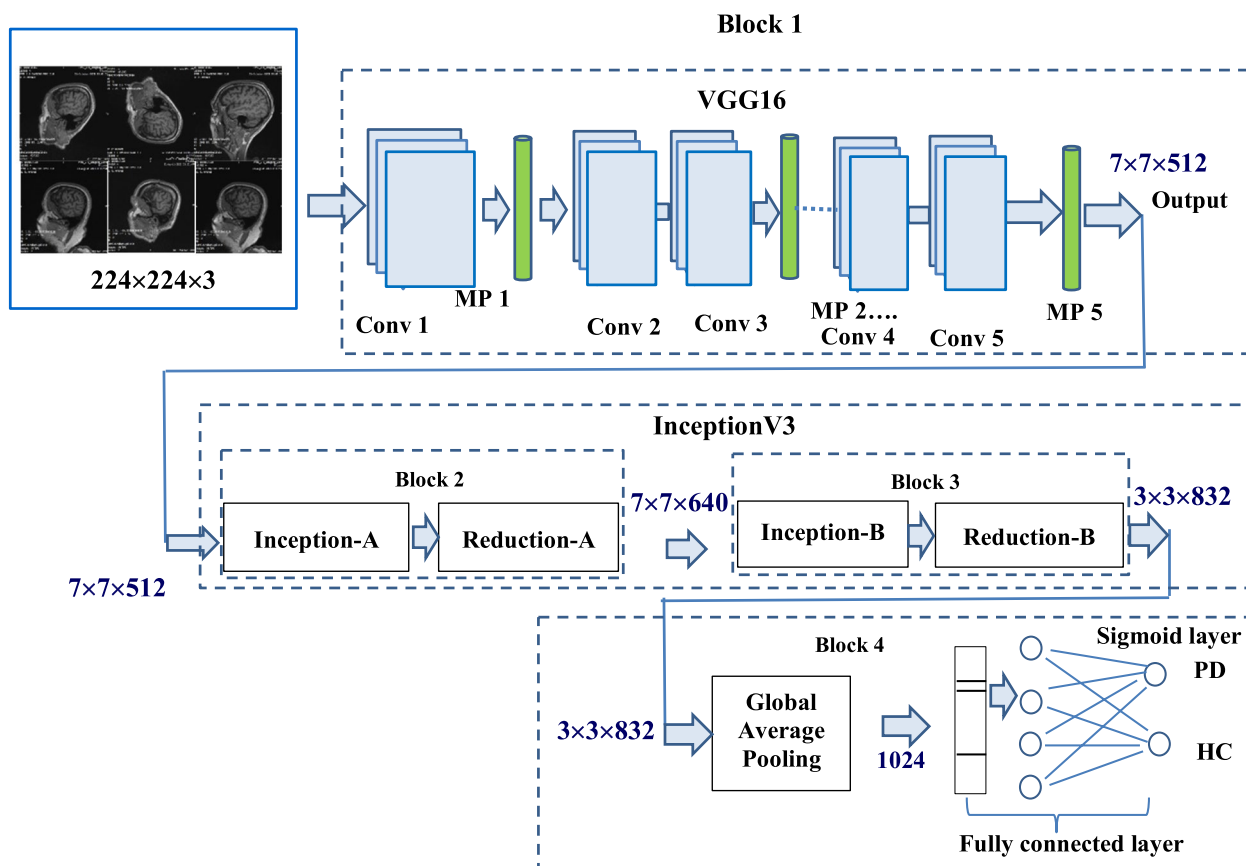 Block 1
VGG16
224×224×3
7×7×512
Output
MP 1
MP 2....
MP 5
Conv 1
Conv 2
Conv 3
Conv 4
Conv 5
InceptionV3
Block 2
Block 3
Inception-A
Reduction-A
7×7×640
Inception-B
Reduction-B
3×3×832
7×7×512
Block 4
Sigmoid layer
PD
HC
3×3×832
Global
Average
Pooling
1024
Fully connected layer